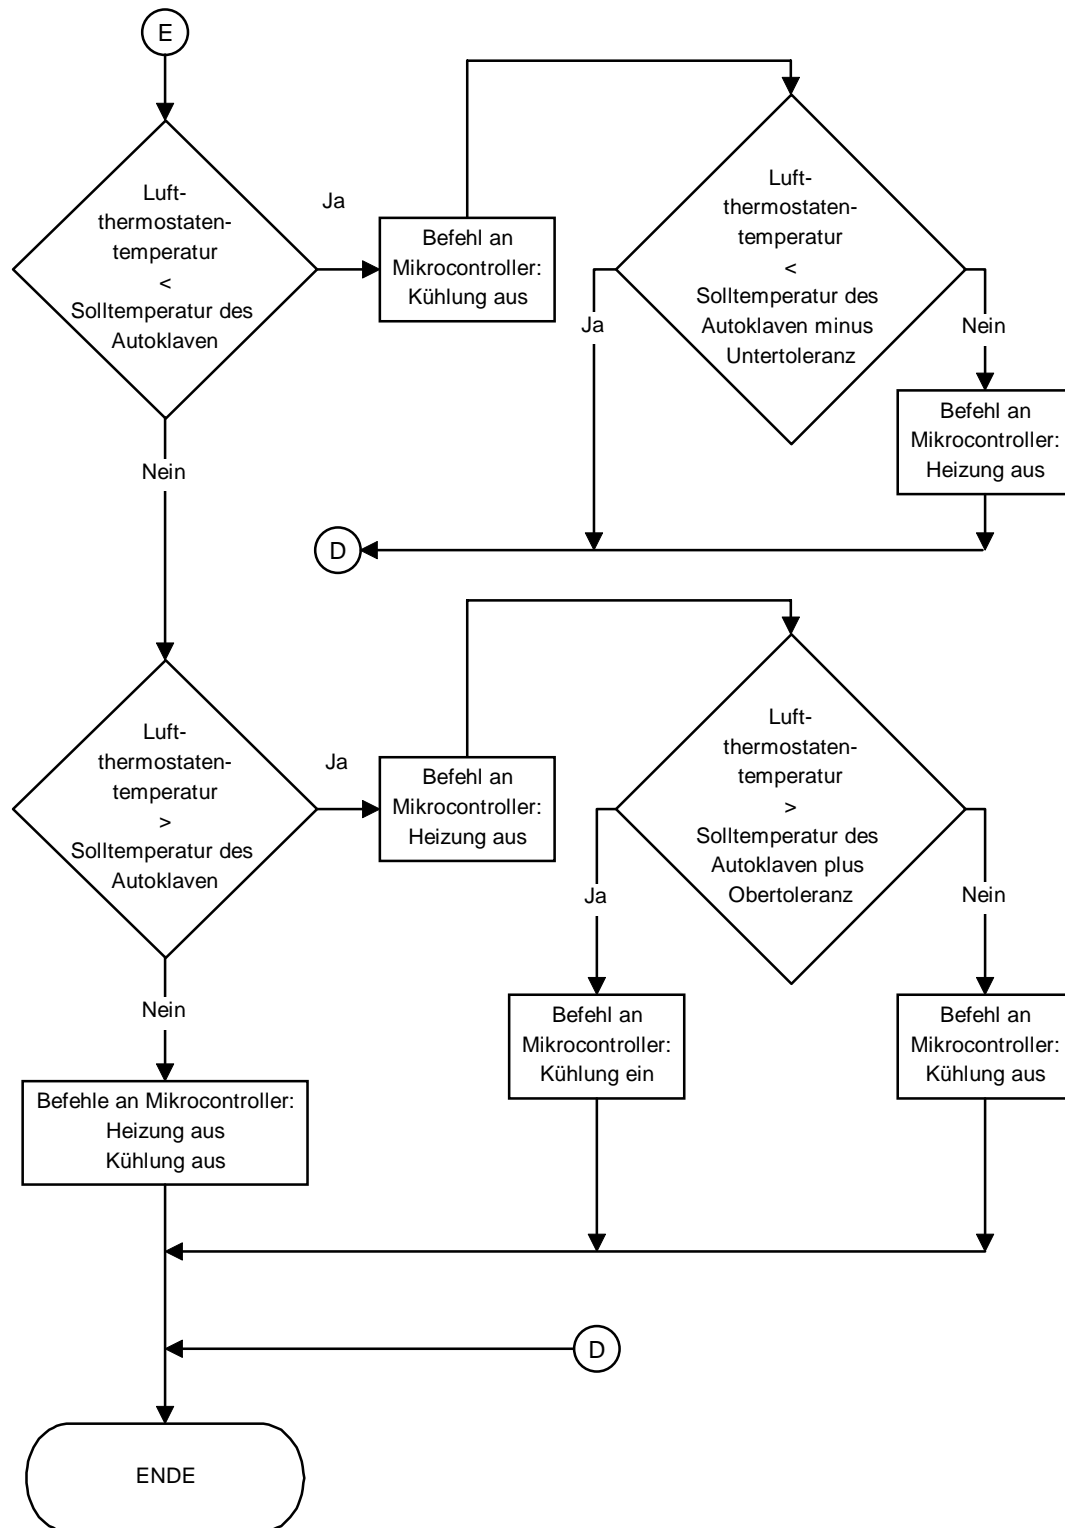 E
Luft-
thermostaten-
temperatur
<
Solltemperatur des
Autoklaven
Ja
Befehl an
Mikrocontroller:
Kühlung aus
Luft-
thermostaten-
temperatur
<
Solltemperatur des
Autoklaven minus
Untertoleranz
Ja
Nein
Befehl an
Mikrocontroller:
Heizung aus
Nein
D
Luft-
thermostaten-
temperatur
>
Solltemperatur des
Autoklaven
Ja
Befehl an
Mikrocontroller:
Heizung aus
Luft-
thermostaten-
temperatur
>
Solltemperatur des
Autoklaven plus
Obertoleranz
Ja
Nein
Befehl an
Mikrocontroller:
Kühlung ein
Befehl an
Mikrocontroller:
Kühlung aus
Nein
Befehle an Mikrocontroller:
Heizung aus
Kühlung aus
D
ENDE